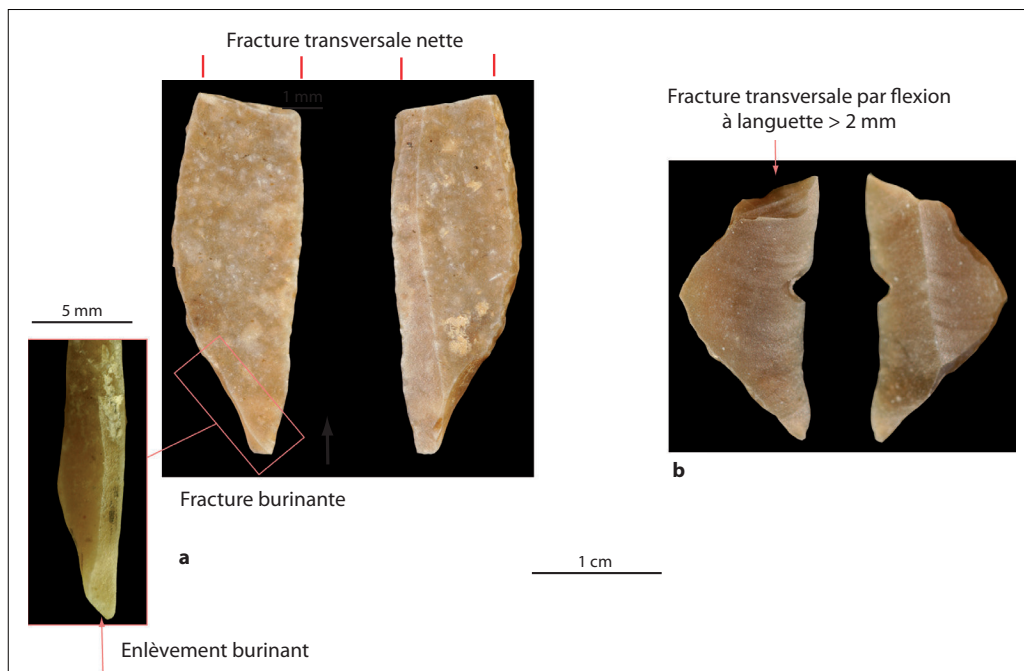 Fracture transversale nette
1 mm
Fracture transversale par flexion
à languette > 2 mm
5 mm
Fracture burinante
a
b
1 cm
Enlèvement burinant